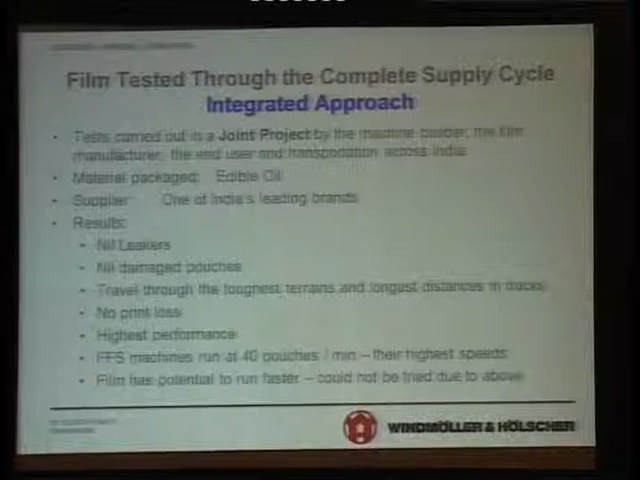 Film Tested Through the Complete Supply Cycle
Integrated Approach
• Tests carried out in a Joint Project by the machine builder, the film
manufacturer, the end user and transportation across India
• Material packaged: Edible Oil
• Supplier: One of India's leading brands
• Results:
• Nil Leakers
• Nil damaged pouches
• Travel through the toughest terrains and longest distances in trucks
• No print loss
• Highest performance
• FFS machines run at 40 pouches / min – their highest speeds
• Film has potential to run faster – could not be tried due to above
WINDMÖLLER & HÖLSCHER